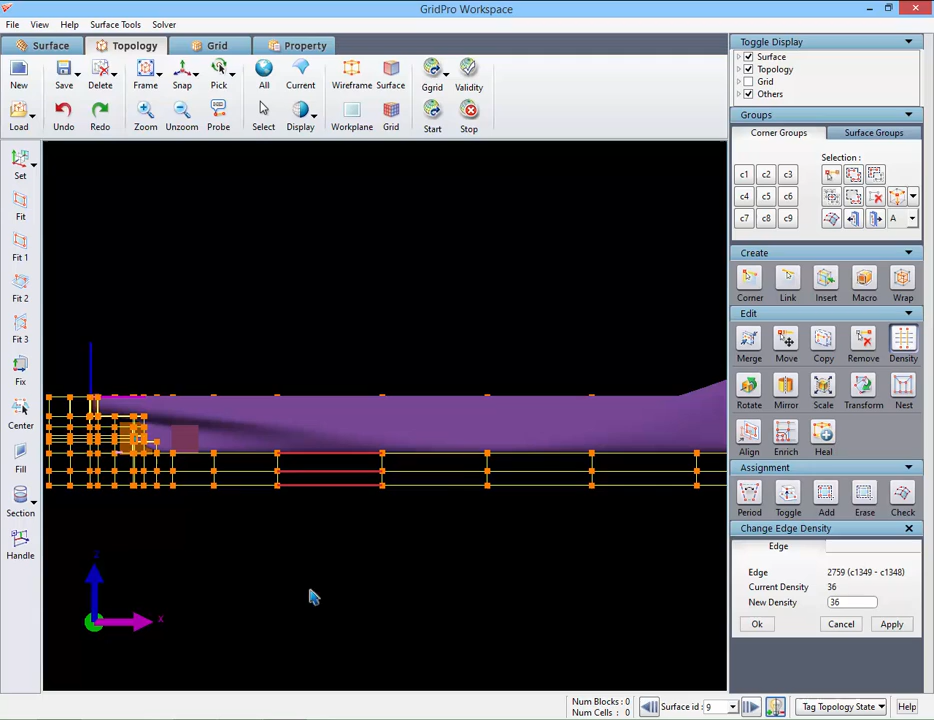 GridPro Workspace
File View Help Surface Tools Solver
Surface Topology Grid Property
New Save Delete Frame Snap Pick All Current Wireframe Surface Ggrid Validity
Load Undo Redo Zoom Unzoom Probe Select Display Workplane Grid Start Stop
Set
Fit
Fit 1
Fit 2
Fit 3
Fix
Center
Fill
Section
Handle
Z
X
Toggle Display
Surface
Topology
Grid
Others
Groups
Corner Groups Surface Groups
Selection :
c1 c2 c3
c4 c5 c6
c7 c8 c9 A
Create
Corner Link Insert Macro Wrap
Edit
Merge Move Copy Remove Density
Rotate Mirror Scale Transform Nest
Align Enrich Heal
Assignment
Period Toggle Add Erase Check
Change Edge Density
Edge
Edge 2759 (c1349 - c1348)
Current Density 36
New Density 36
Ok Cancel Apply
Num Blocks: 0
Num Cells : 0
Surface id : 9
Tag Topology State
Help